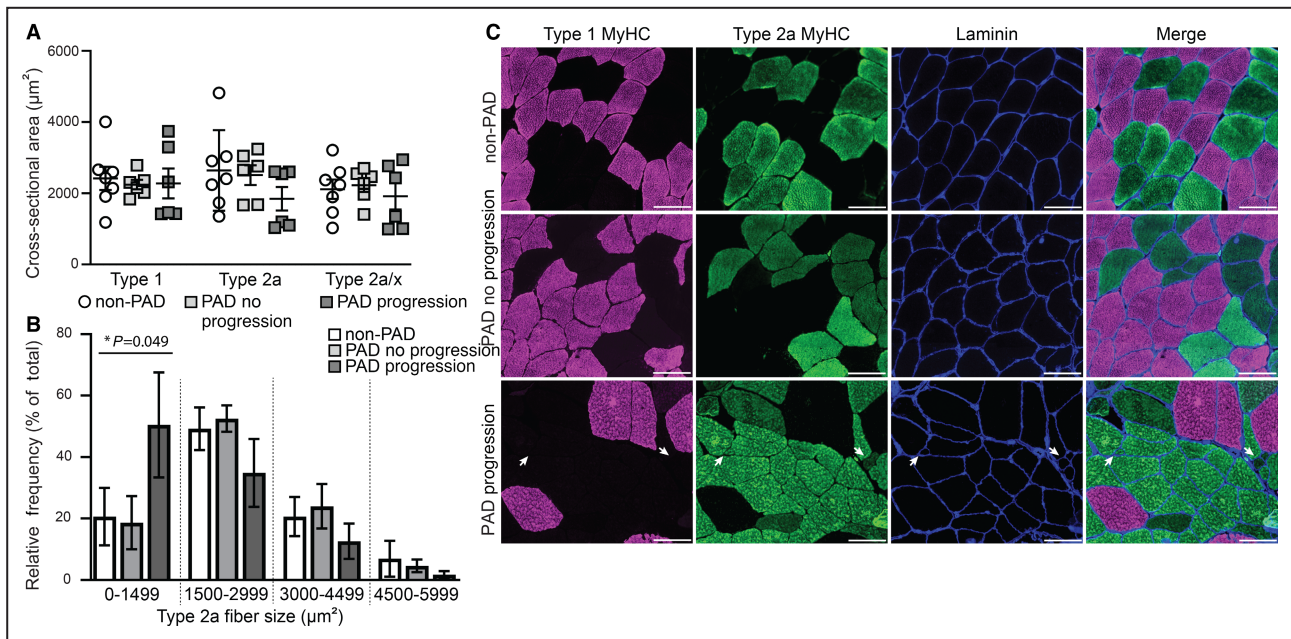 A
Cross-sectional area (µm²)
6000
4000
2000
0
Type 1
Type 2a
Type 2a/x
non-PAD
PAD no
progression
PAD progression
B
Relative frequency (% of total)
80
60
40
20
0
* P=0.049
non-PAD
PAD no progression
PAD progression
0-1499
1500-2999
3000-4499
4500-5999
Type 2a fiber size (µm²)
C
Type 1 MyHC
Type 2a MyHC
Laminin
Merge
non-PAD
PAD no progression
PAD progression